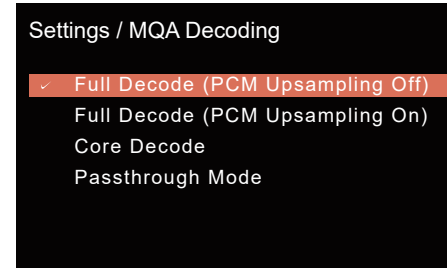 Settings / MQA Decoding
✓ Full Decode (PCM Upsampling Off)
Full Decode (PCM Upsampling On)
Core Decode
Passthrough Mode